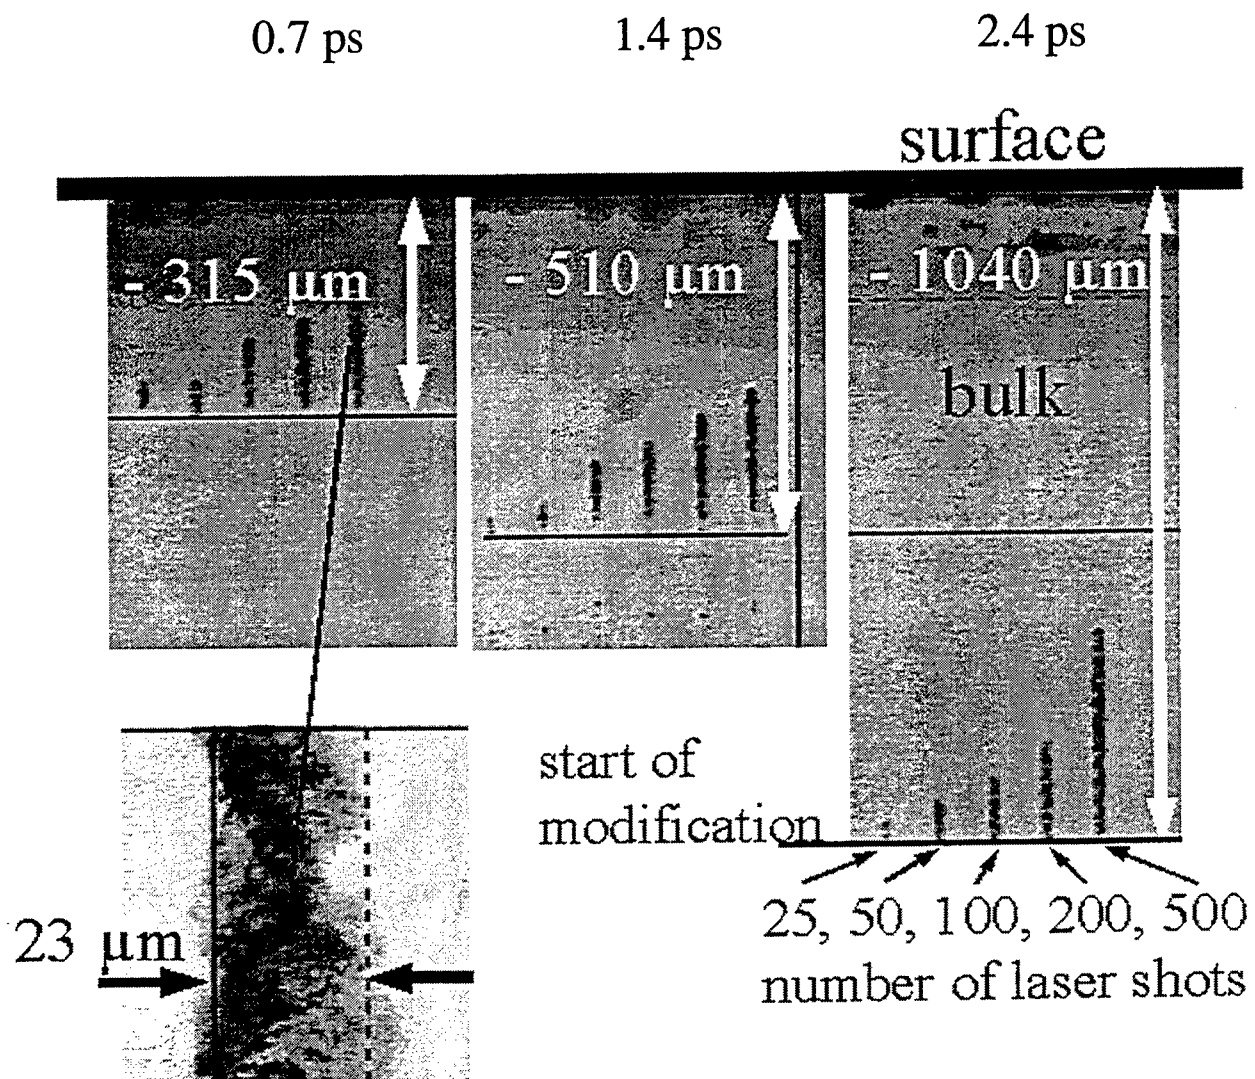 0.7 ps
1.4 ps
2.4 ps
surface
- 315 µm
- 510 µm
- 1040 µm
bulk
start of
modification
23 µm
25, 50, 100, 200, 500
number of laser shots